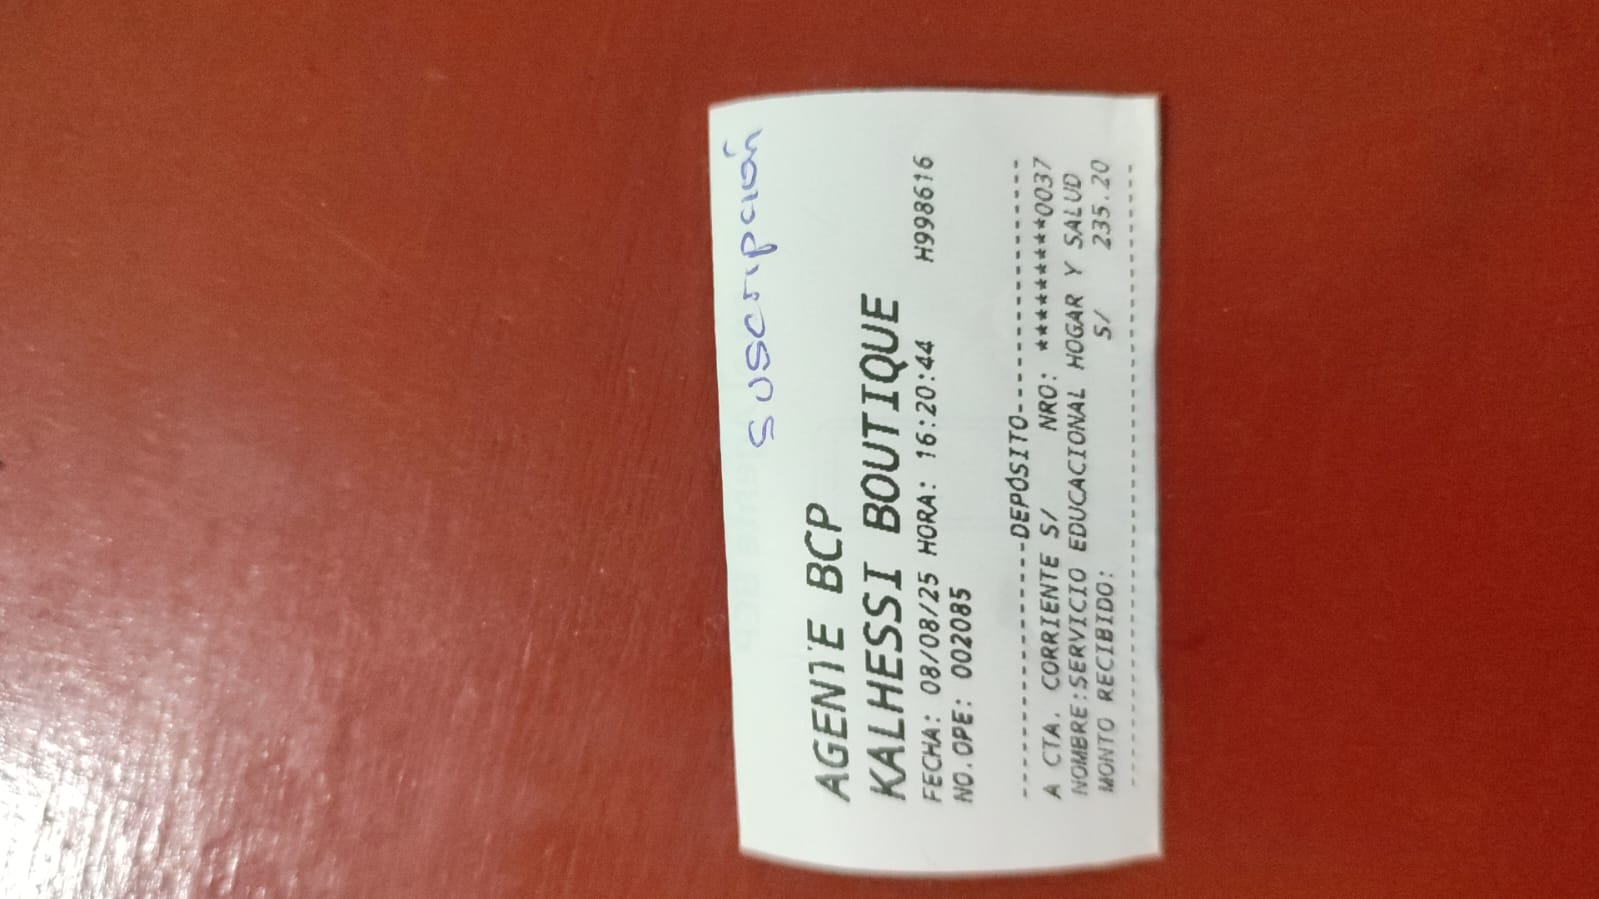 suscripción
AGENTE BCP
KALHESSI BOUTIQUE
FECHA: 08/08/25 HORA: 16:20:44 H998616
NO.OPE: 002085
--------------------DEPÓSITO--------------------
A CTA. CORRIENTE S/ NRO: **********0037
NOMBRE:SERVICIO EDUCACIONAL HOGAR Y SALUD
MONTO RECIBIDO: S/ 235.20